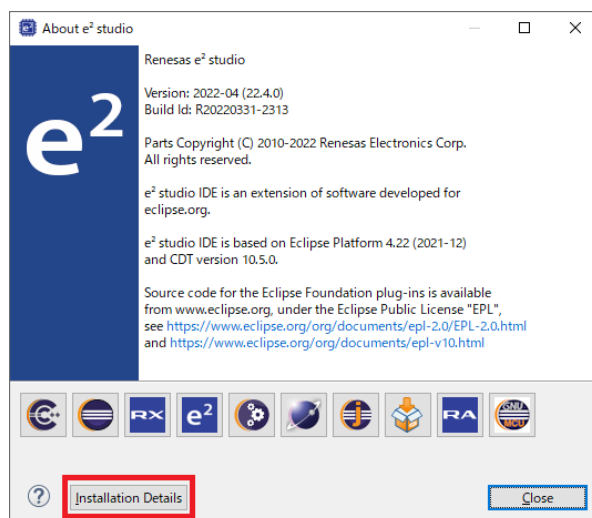 About e² studio
e²
Renesas e² studio
Version: 2022-04 (22.4.0)
Build Id: R20220331-2313
Parts Copyright (C) 2010-2022 Renesas Electronics Corp.
All rights reserved.
e² studio IDE is an extension of software developed for
eclipse.org.
e² studio IDE is based on Eclipse Platform 4.22 (2021-12)
and CDT version 10.5.0.
Source code for the Eclipse Foundation plug-ins is available
from www.eclipse.org, under the Eclipse Public License "EPL",
see https://www.eclipse.org/org/documents/epl-2.0/EPL-2.0.html
and https://www.eclipse.org/org/documents/epl-v10.html
RX e² j RA GNU MCU
? Installation Details Close